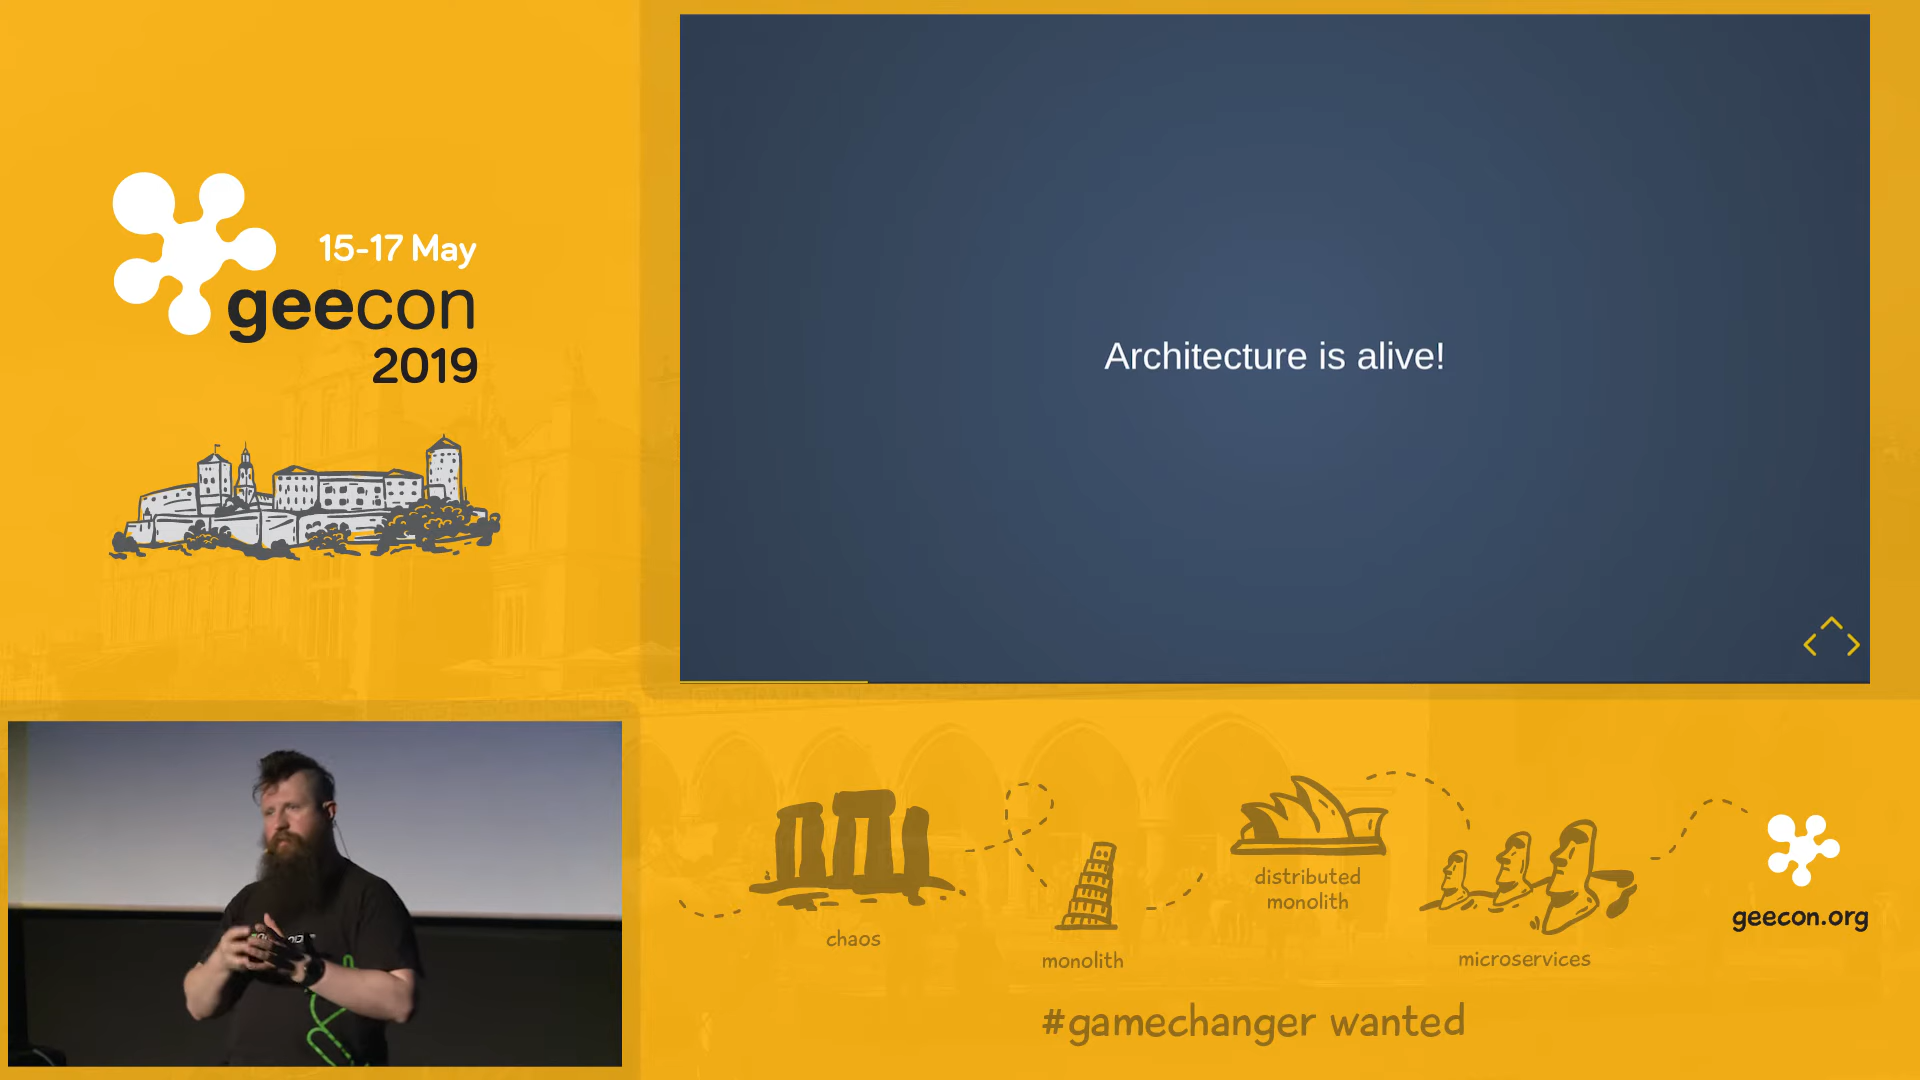 15-17 May
geecon
2019
Architecture is alive!
chaos
monolith
distributed
monolith
microservices
geecon.org
#gamechanger wanted